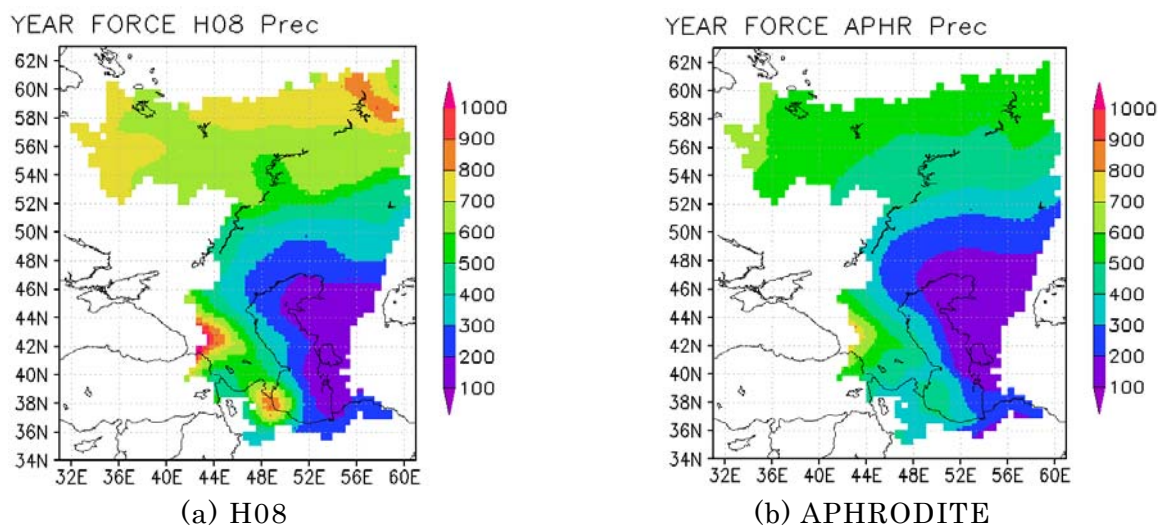 YEAR FORCE H08 Prec
62N
60N
58N
56N
54N
52N
50N
48N
46N
44N
42N
40N
38N
36N
34N
32E 36E 40E 44E 48E 52E 56E 60E
1000
900
800
700
600
500
400
300
200
100
(a) H08
YEAR FORCE APHR Prec
62N
60N
58N
56N
54N
52N
50N
48N
46N
44N
42N
40N
38N
36N
34N
32E 36E 40E 44E 48E 52E 56E 60E
1000
900
800
700
600
500
400
300
200
100
(b) APHRODITE